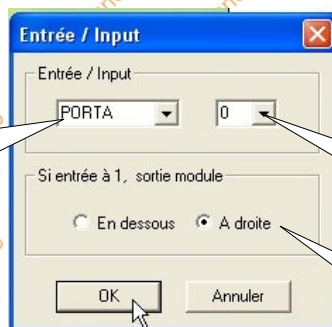 Entrée / Input
Entrée / Input
PORTA 0
Si entrée à 1, sortie module
En dessous A droite
OK Annuler